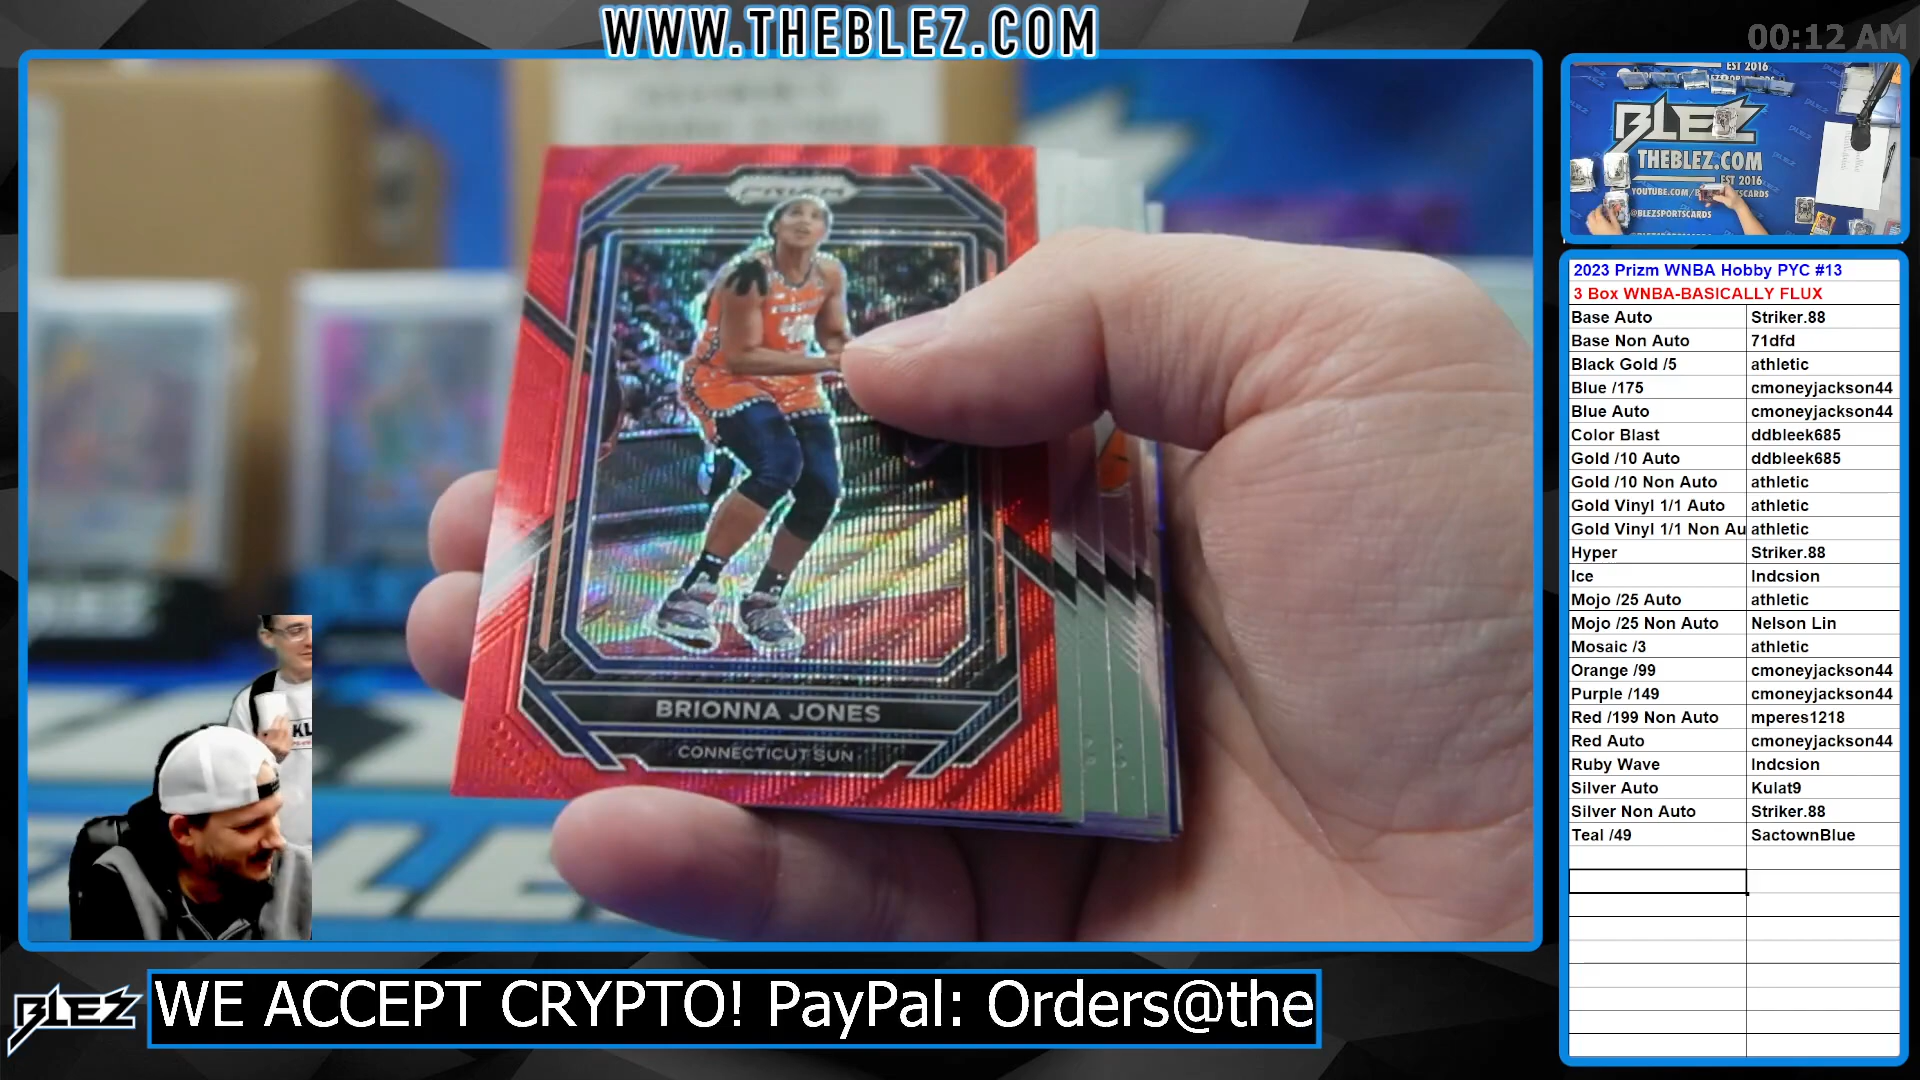 WWW.THEBLEZ.COM
00:12 AM
EST 2016
BLEZ
THEBLEZ.COM
EST 2016
@BLEZSPORTSCARDS
2023 Prizm WNBA Hobby PYC #13
3 Box WNBA-BASICALLY FLUX
Base Auto Striker.88
Base Non Auto 71dfd
Black Gold /5 athletic
Blue /175 cmoneyjackson44
Blue Auto cmoneyjackson44
Color Blast ddbleek685
Gold /10 Auto ddbleek685
Gold /10 Non Auto athletic
Gold Vinyl 1/1 Auto athletic
Gold Vinyl 1/1 Non Au athletic
Hyper Striker.88
Ice Indcsion
Mojo /25 Auto athletic
Mojo /25 Non Auto Nelson Lin
Mosaic /3 athletic
Orange /99 cmoneyjackson44
Purple /149 cmoneyjackson44
Red /199 Non Auto mperes1218
Red Auto cmoneyjackson44
Ruby Wave Indcsion
Silver Auto Kulat9
Silver Non Auto Striker.88
Teal /49 SactownBlue
PRIZM
BRIONNA JONES
CONNECTICUT SUN
BLEZ
WE ACCEPT CRYPTO! PayPal: Orders@the